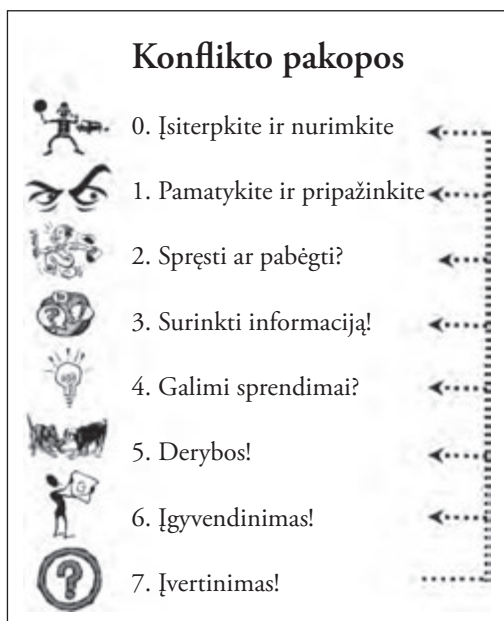 Konflikto pakopos
0. Įsiterpkite ir nurimkite
1. Pamatykite ir pripažinkite
2. Spręsti ar pabėgti?
3. Surinkti informaciją!
4. Galimi sprendimai?
5. Derybos!
6. Įgyvendinimas!
7. Įvertinimas!